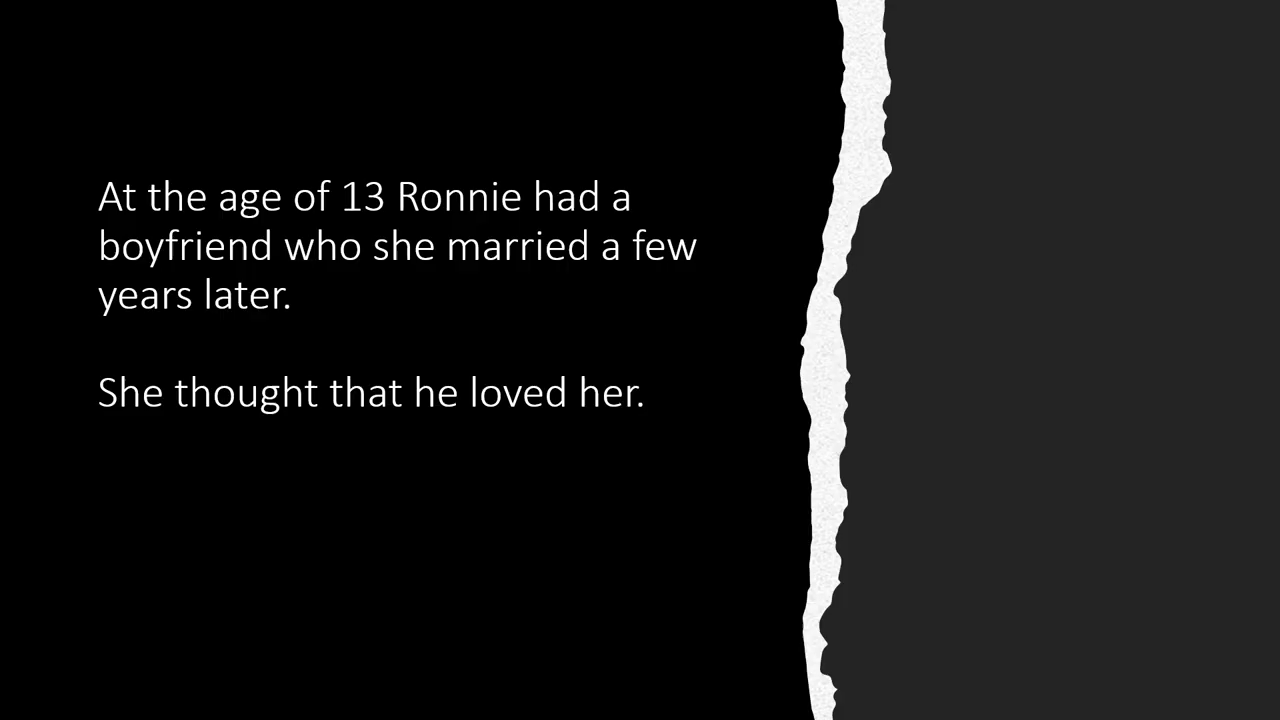 At the age of 13 Ronnie had a
boyfriend who she married a few
years later.
She thought that he loved her.